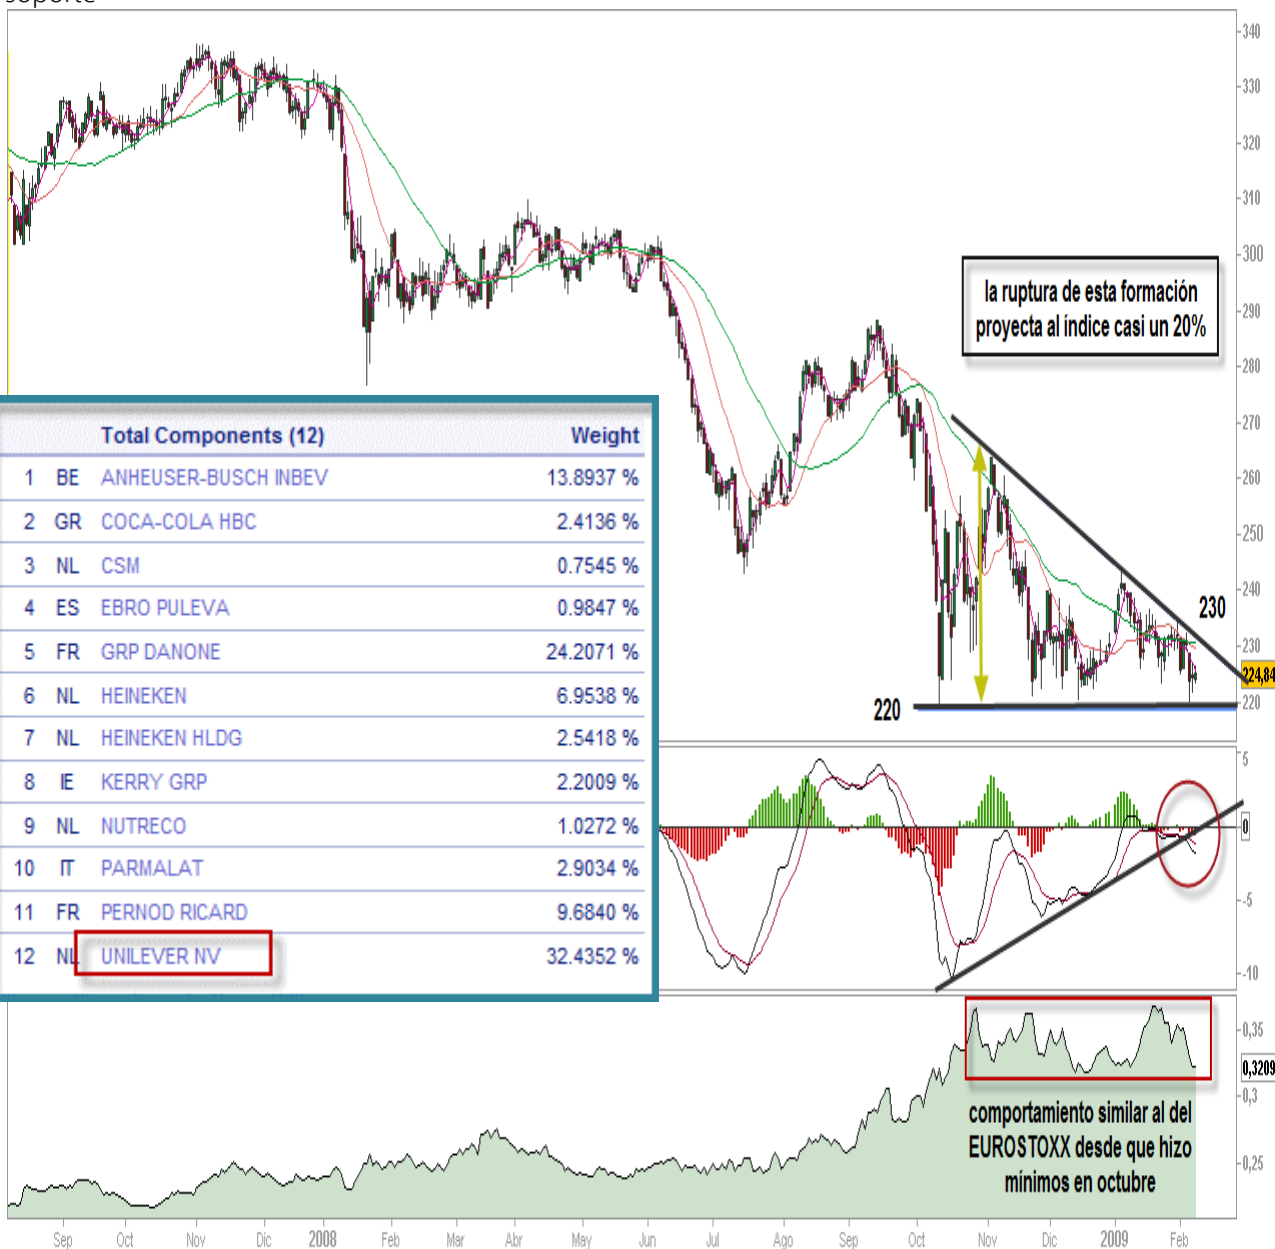 soporte
340
330
320
310
300
290
280
270
260
250
240
230
224,84
220
la ruptura de esta formación
proyecta al índice casi un 20%
230
220
Total Components (12) Weight
1 BE ANHEUSER-BUSCH INBEV 13.8937 %
2 GR COCA-COLA HBC 2.4136 %
3 NL CSM 0.7545 %
4 ES EBRO PULEVA 0.9847 %
5 FR GRP DANONE 24.2071 %
6 NL HEINEKEN 6.9538 %
7 NL HEINEKEN HLDG 2.5418 %
8 IE KERRY GRP 2.2009 %
9 NL NUTRECO 1.0272 %
10 IT PARMALAT 2.9034 %
11 FR PERNOD RICARD 9.6840 %
12 NL UNILEVER NV 32.4352 %
5
0
-5
-10
0,35
0,3209
0,3
0,25
comportamiento similar al del
EUROSTOXX desde que hizo
mínimos en octubre
Sep Oct Nov Dic 2008 Feb Mar Abr May Jun Jul Ago Sep Oct Nov Dic 2009 Feb